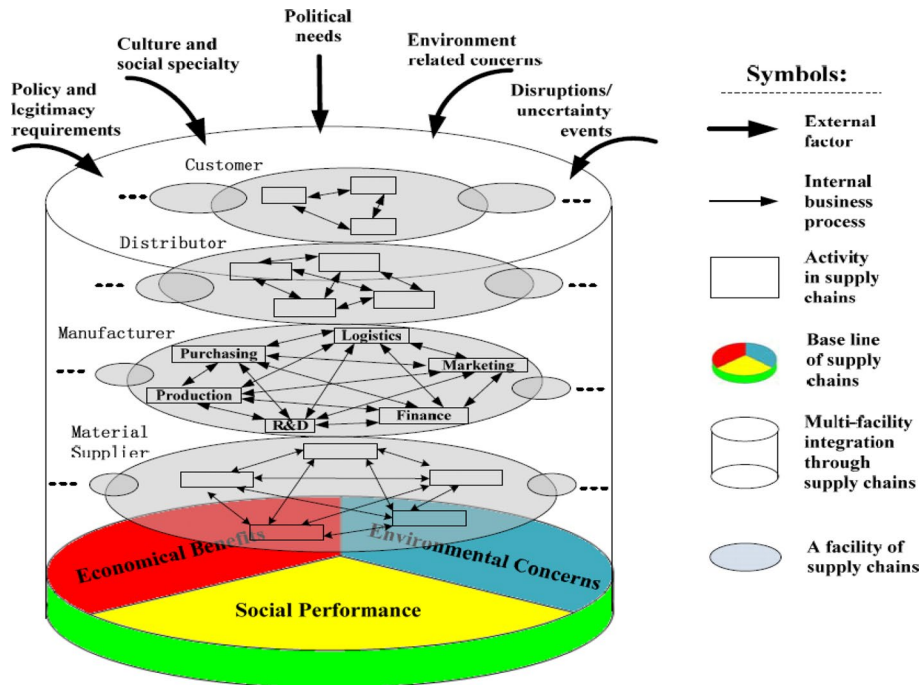 Political
needs
Culture and
social specialty
Environment
related concerns
Policy and
legitimacy
requirements
Disruptions/
uncertainty
events
Customer
Distributor
Manufacturer
Logistics
Purchasing
Marketing
Production
Finance
R&D
Material
Supplier
Economical Benefits
Environmental Concerns
Social Performance
Symbols:
External
factor
Internal
business
process
Activity
in supply
chains
Base line
of supply
chains
Multi-facility
integration
through
supply chains
A facility of
supply chains